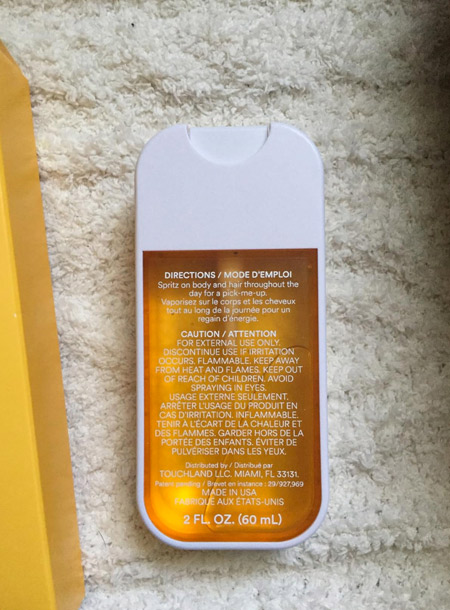 DIRECTIONS / MODE D'EMPLOI
Spritz on body and hair throughout the
day for a pick-me-up.
Vaporisez sur le corps et les cheveux
tout au long de la journée pour un
regain d'énergie.
CAUTION / ATTENTION
FOR EXTERNAL USE ONLY.
DISCONTINUE USE IF IRRITATION
OCCURS. FLAMMABLE. KEEP AWAY
FROM HEAT AND FLAMES. KEEP OUT
OF REACH OF CHILDREN. AVOID
SPRAYING IN EYES.
USAGE EXTERNE SEULEMENT.
ARRÊTER L'USAGE DU PRODUIT EN
CAS D'IRRITATION. INFLAMMABLE.
TENIR À L'ÉCART DE LA CHALEUR ET
DES FLAMMES. GARDER HORS DE LA
PORTÉE DES ENFANTS. ÉVITER DE
PULVÉRISER DANS LES YEUX.
Distributed by / Distribué par
TOUCHLAND LLC. MIAMI, FL 33131.
Patent pending / Brevet en instance : 29/927,969
MADE IN USA
FABRIQUÉ AUX ÉTATS-UNIS
2 FL. OZ. (60 mL)